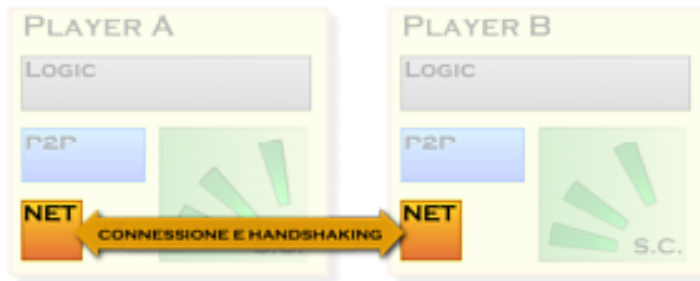 PLAYER A
LOGIC
P2P
NET
S.C.
PLAYER B
LOGIC
P2P
NET
S.C.
CONNESSIONE E HANDSHAKING